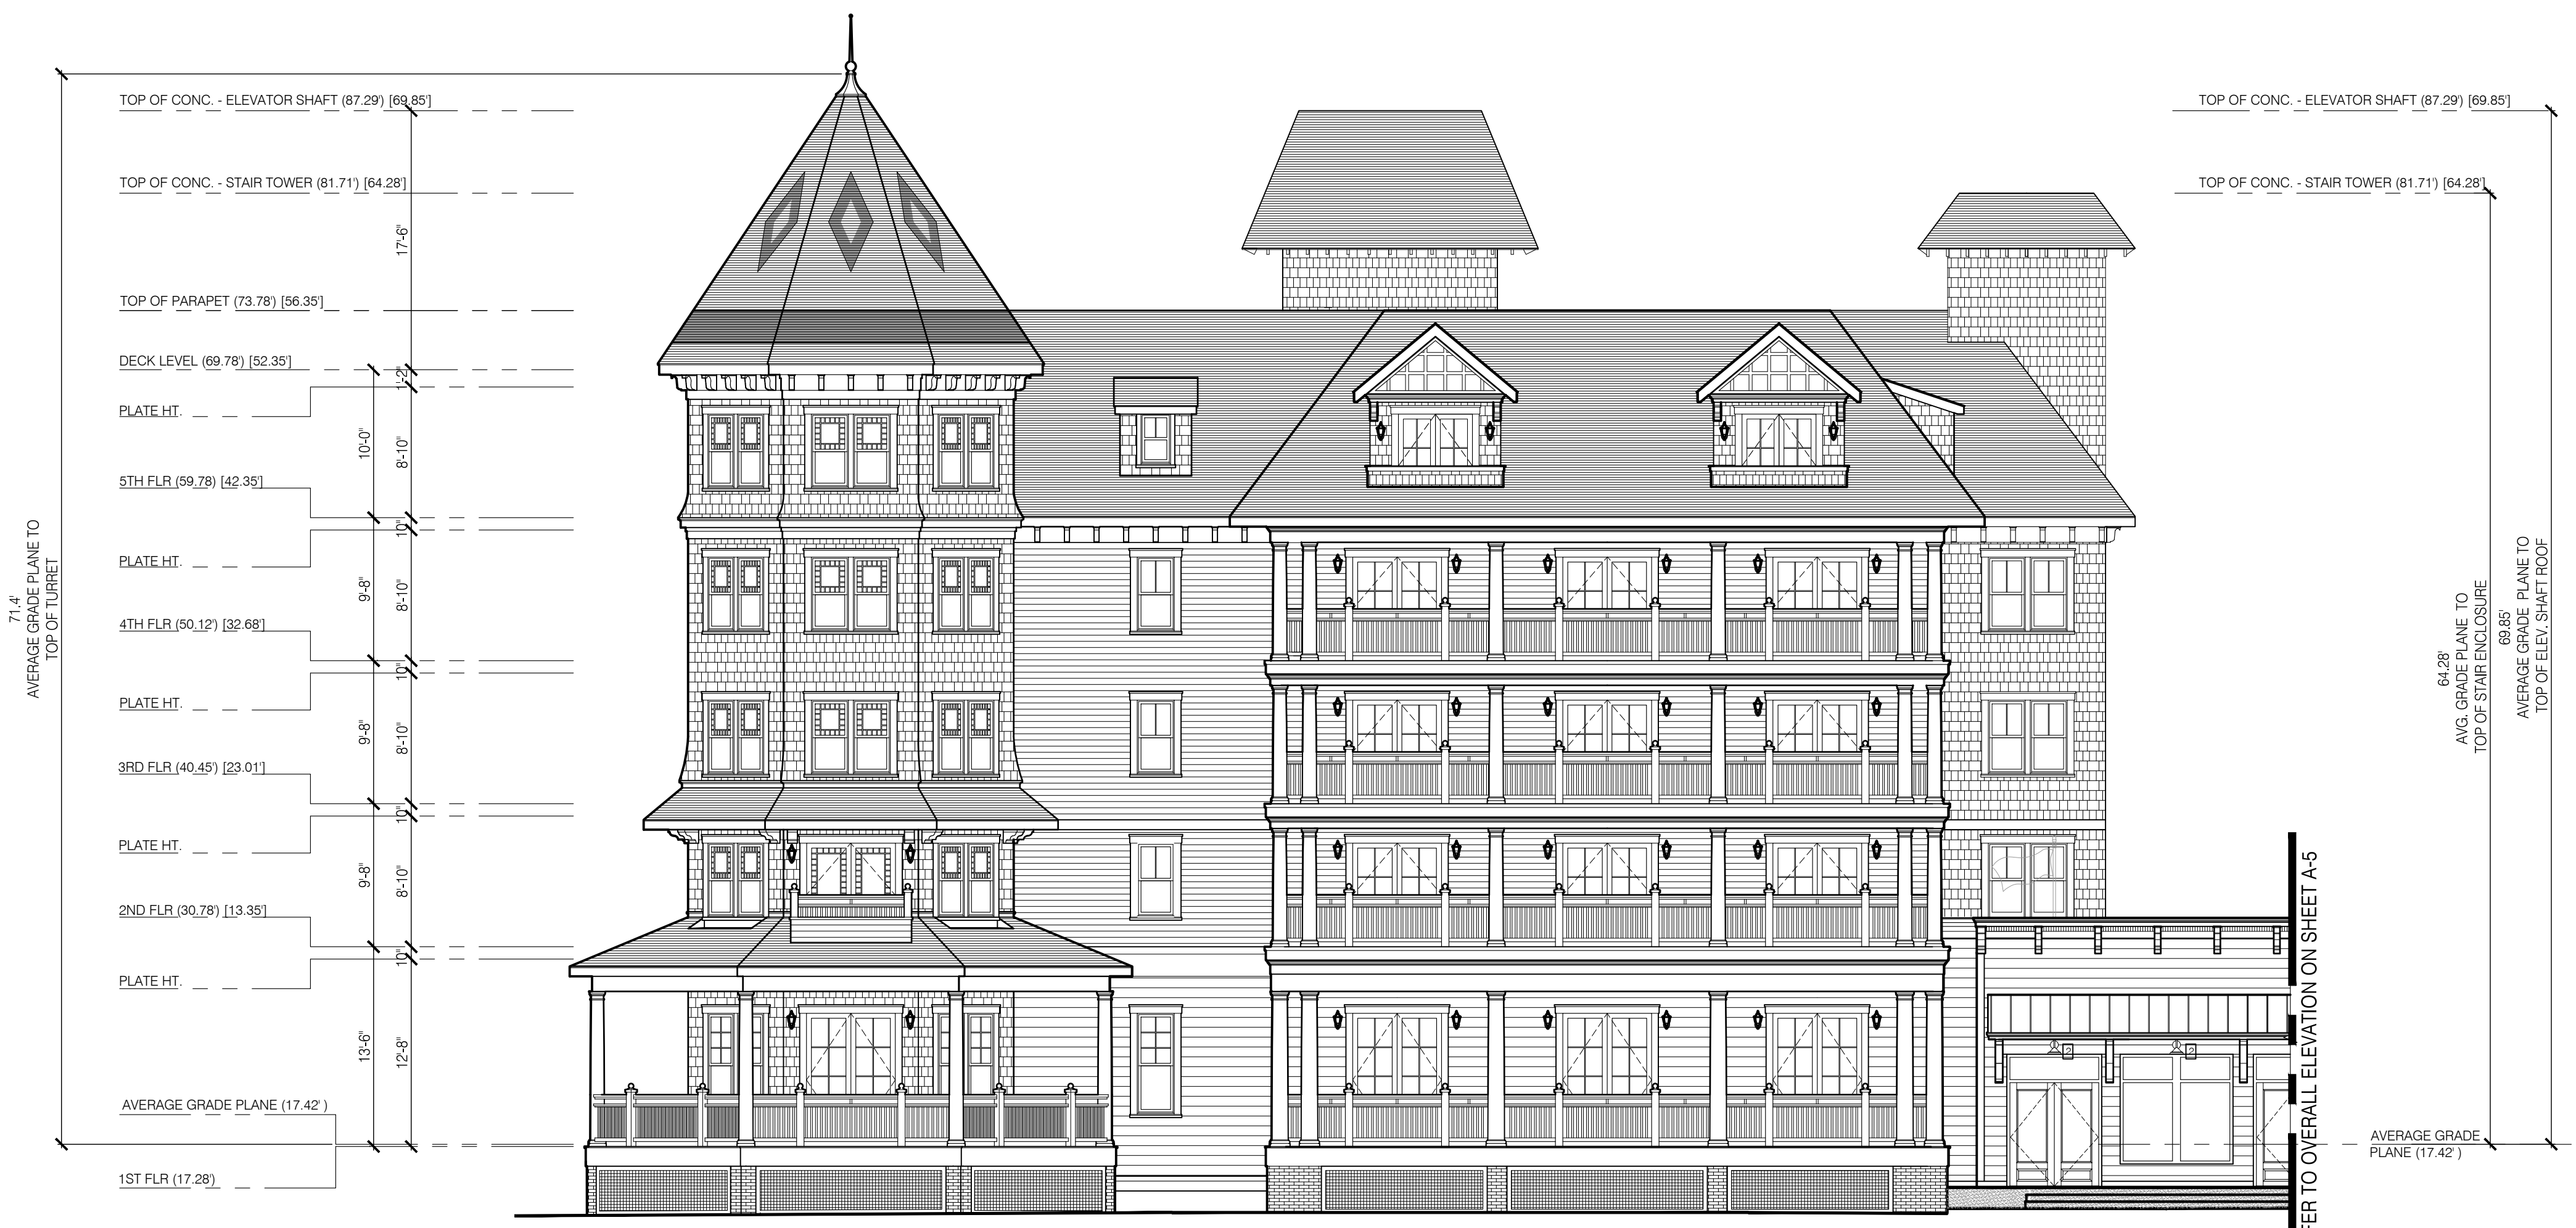 TOP OF CONC. - ELEVATOR SHAFT (87.29') [69.85']
TOP OF CONC. - STAIR TOWER (81.71') [64.28']
17'-6"
TOP OF PARAPET (73.78') [56.35']
DECK LEVEL (69.78') [52.35']
1'-2"
PLATE HT.
10'-0"
8'-10"
5TH FLR (59.78) [42.35']
10"
PLATE HT.
9'-8"
8'-10"
4TH FLR (50.12') [32.68']
10"
PLATE HT.
9'-8"
8'-10"
3RD FLR (40.45') [23.01']
10"
PLATE HT.
9'-8"
8'-10"
2ND FLR (30.78') [13.35']
10"
PLATE HT.
13'-6"
12'-8"
AVERAGE GRADE PLANE (17.42' )
1ST FLR (17.28')
71.4'
AVERAGE GRADE PLANE TO
TOP OF TURRET
TOP OF CONC. - ELEVATOR SHAFT (87.29') [69.85']
TOP OF CONC. - STAIR TOWER (81.71') [64.28']
64.28'
AVG. GRADE PLANE TO
TOP OF STAIR ENCLOSURE
69.85'
AVERAGE GRADE PLANE TO
TOP OF ELEV. SHAFT ROOF
2
2
AVERAGE GRADE
PLANE (17.42' )
TO OVERALL ELEVATION ON SHEET A-5